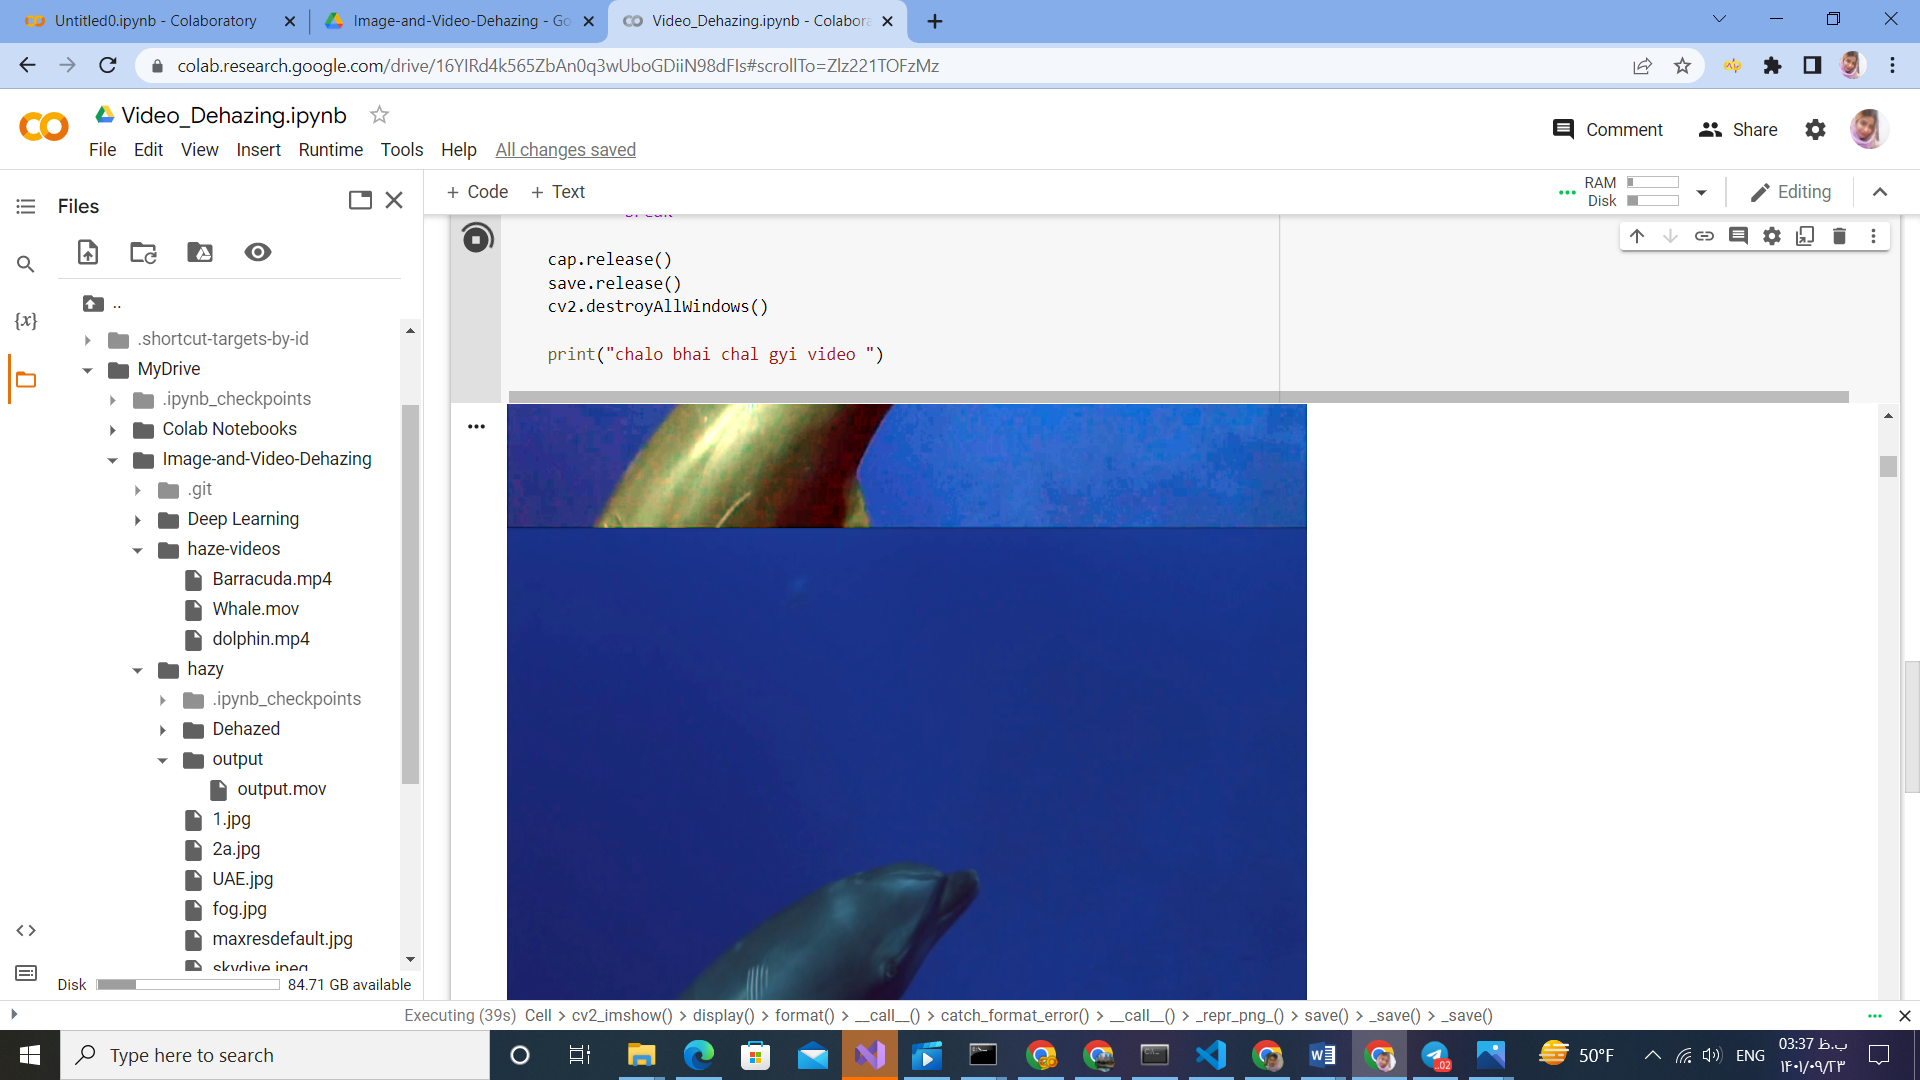 Untitled0.ipynb - Colaboratory
Image-and-Video-Dehazing - Go
Video_Dehazing.ipynb - Colabora
colab.research.google.com/drive/16YIRd4k565ZbAn0q3wUboGDiiN98dFIs#scrollTo=Zlz221TOFzMz
Video_Dehazing.ipynb
Comment
Share
File Edit View Insert Runtime Tools Help All changes saved
Files
+ Code + Text
RAM
Disk
Editing
break
cap.release()
save.release()
cv2.destroyAllWindows()
print("chalo bhai chal gyi video ")
{x}
..
.shortcut-targets-by-id
MyDrive
.ipynb_checkpoints
Colab Notebooks
Image-and-Video-Dehazing
.git
Deep Learning
haze-videos
Barracuda.mp4
Whale.mov
dolphin.mp4
hazy
.ipynb_checkpoints
Dehazed
output
output.mov
1.jpg
2a.jpg
UAE.jpg
fog.jpg
maxresdefault.jpg
skydive.jpeg
Disk 84.71 GB available
Executing (39s) Cell > cv2_imshow() > display() > format() > __call__() > catch_format_error() > __call__() > _repr_png_() > save() > _save() > _save()
Type here to search
..02
50°F
ENG
03:37 ب.ظ
۱۴۰۱/۰۹/۲۳